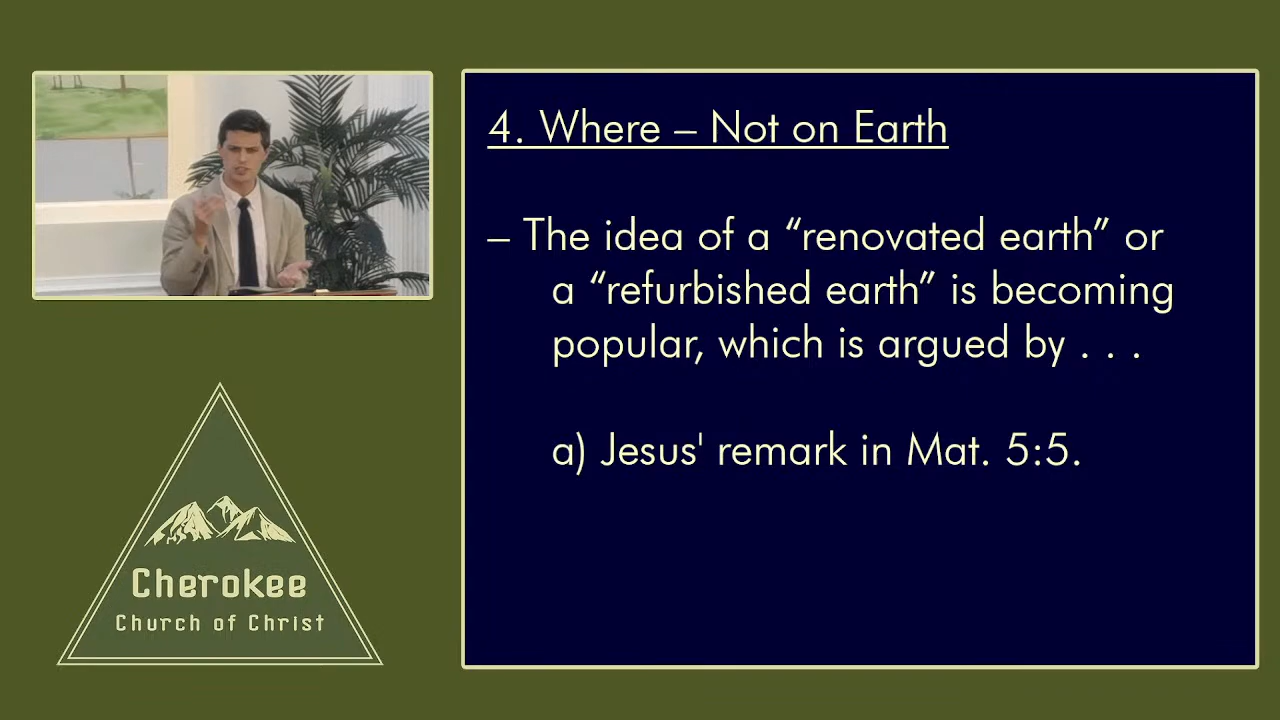 4. Where – Not on Earth
– The idea of a “renovated earth” or
a “refurbished earth” is becoming
popular, which is argued by . . .
a) Jesus' remark in Mat. 5:5.
Cherokee
Church of Christ